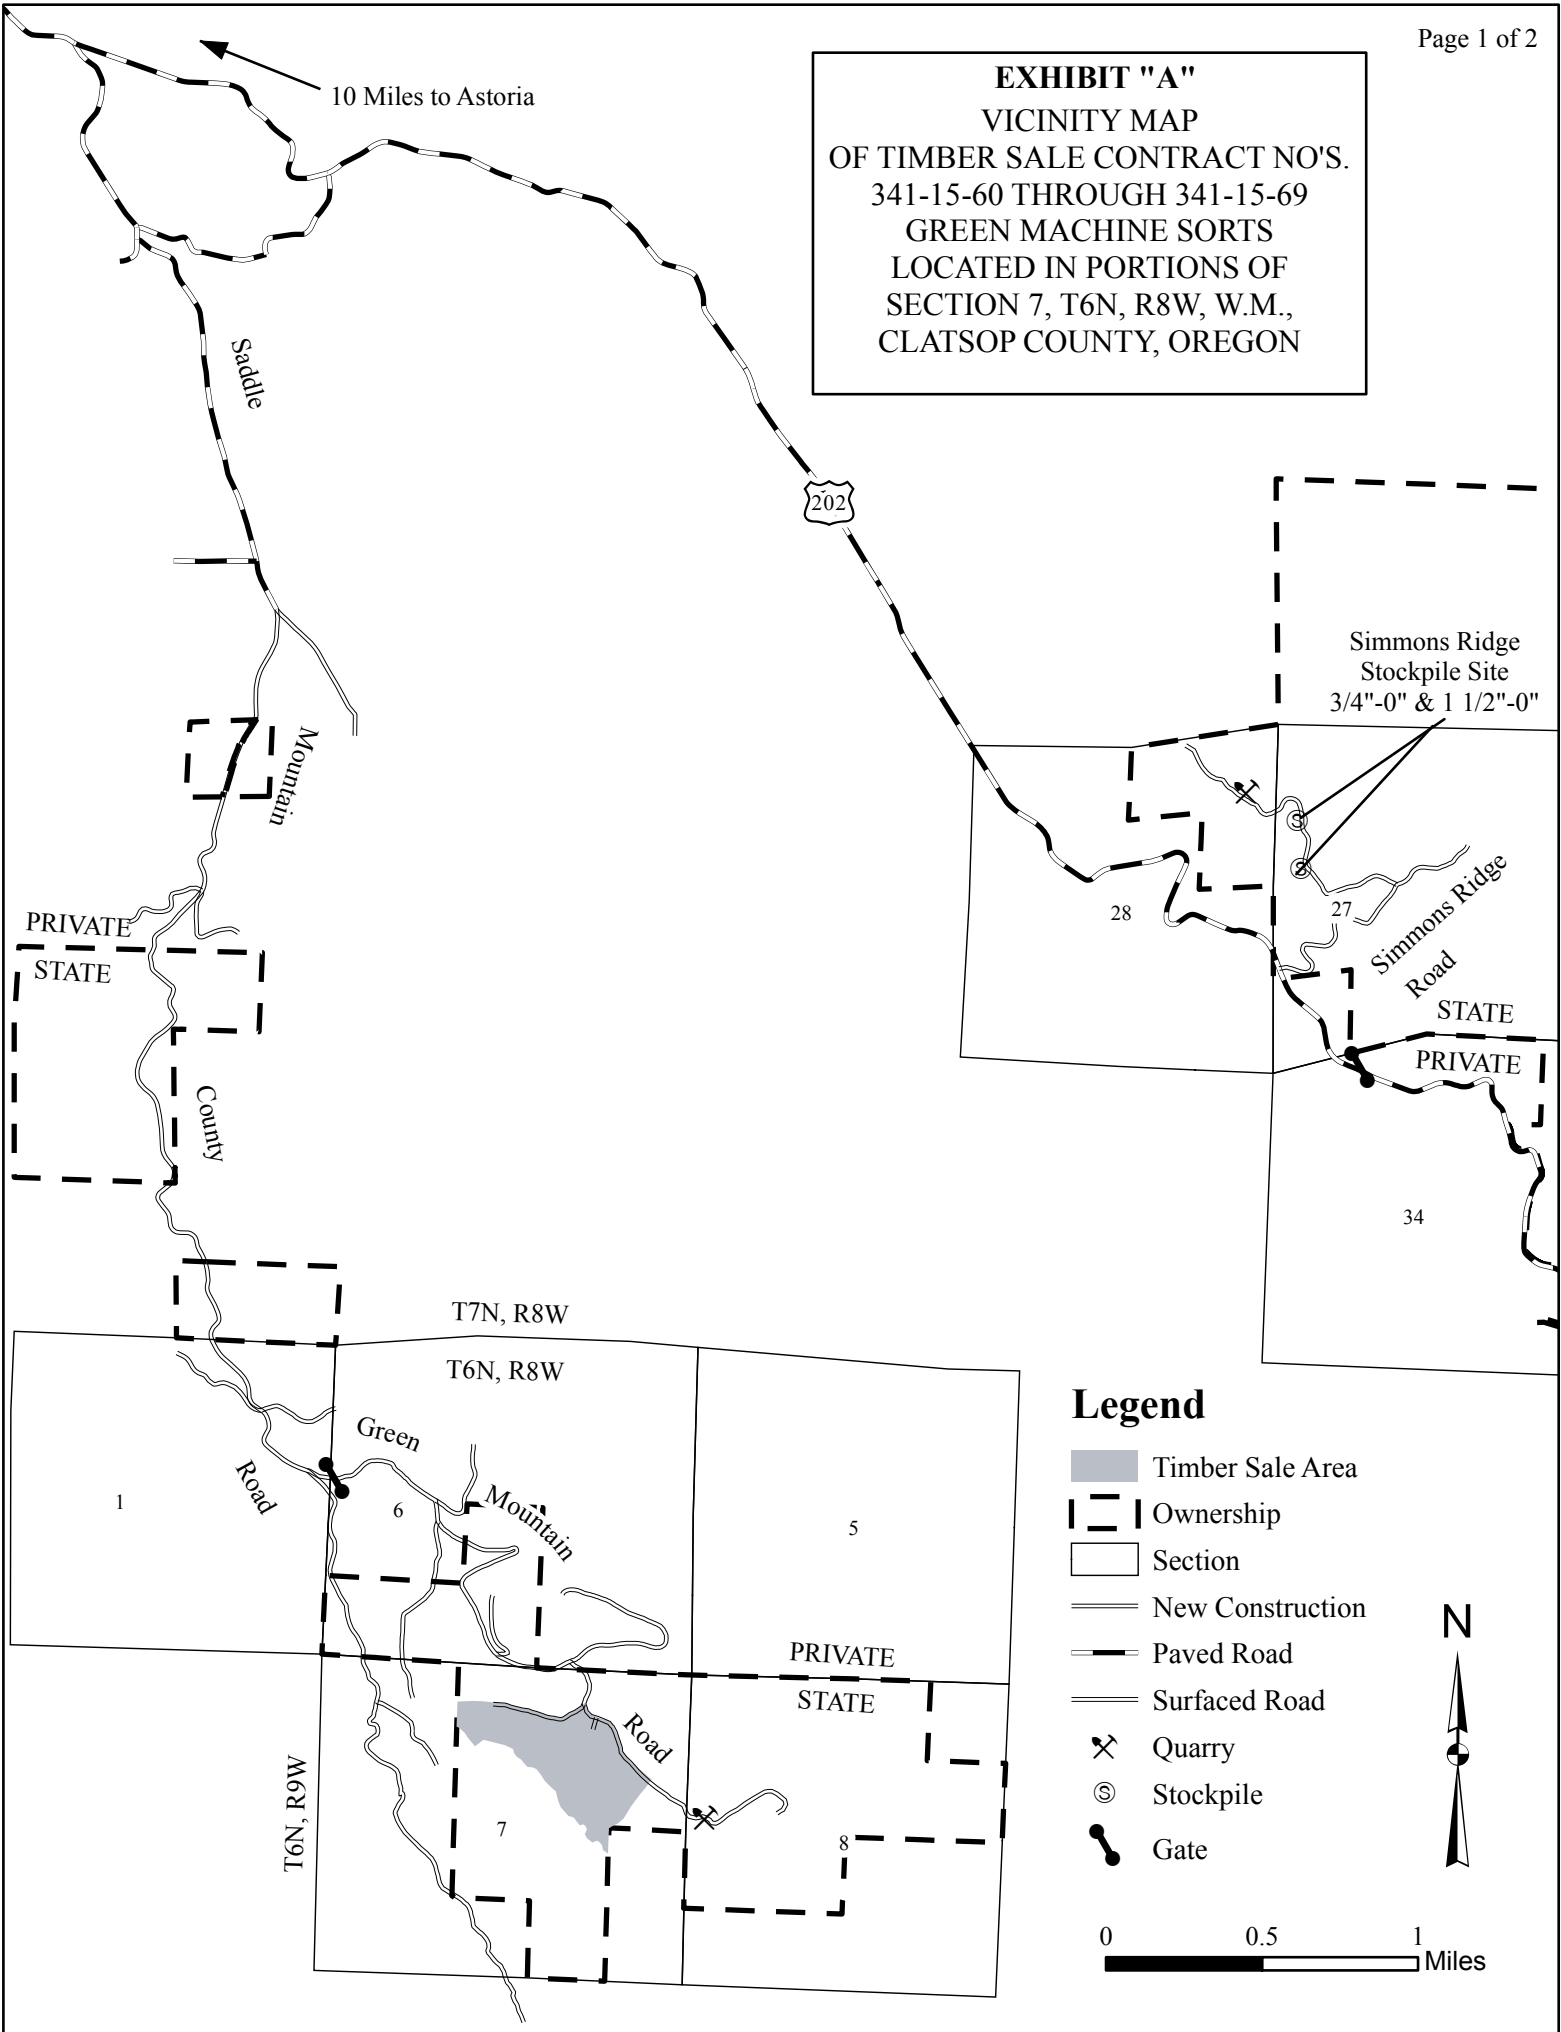 Page 1 of 2
10 Miles to Astoria
EXHIBIT "A"
VICINITY MAP
OF TIMBER SALE CONTRACT NO'S.
341-15-60 THROUGH 341-15-69
GREEN MACHINE SORTS
LOCATED IN PORTIONS OF
SECTION 7, T6N, R8W, W.M.,
CLATSOP COUNTY, OREGON
Saddle
202
Simmons Ridge
Stockpile Site
3/4"-0" & 1 1/2"-0"
Mountain
S
S
28
27
Simmons Ridge
Road
PRIVATE
STATE
STATE
PRIVATE
County
34
T7N, R8W
T6N, R8W
Green
Mountain
Road
1
6
5
PRIVATE
STATE
Road
T6N, R9W
7
8
Legend
Timber Sale Area
Ownership
Section
New Construction
Paved Road
Surfaced Road
Quarry
S Stockpile
Gate
N
0 0.5 1
Miles